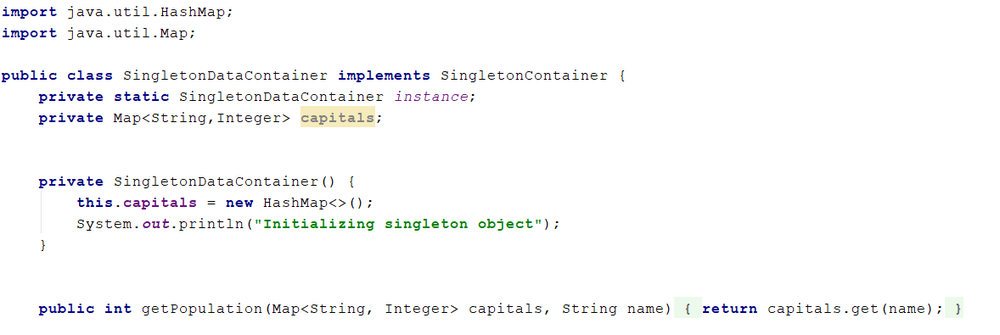 import java.util.HashMap;
import java.util.Map;
public class SingletonDataContainer implements SingletonContainer {
    private static SingletonDataContainer instance;
    private Map<String,Integer> capitals;
    private SingletonDataContainer() {
        this.capitals = new HashMap<>();
        System.out.println("Initializing singleton object");
    }
    public int getPopulation(Map<String, Integer> capitals, String name) { return capitals.get(name); }